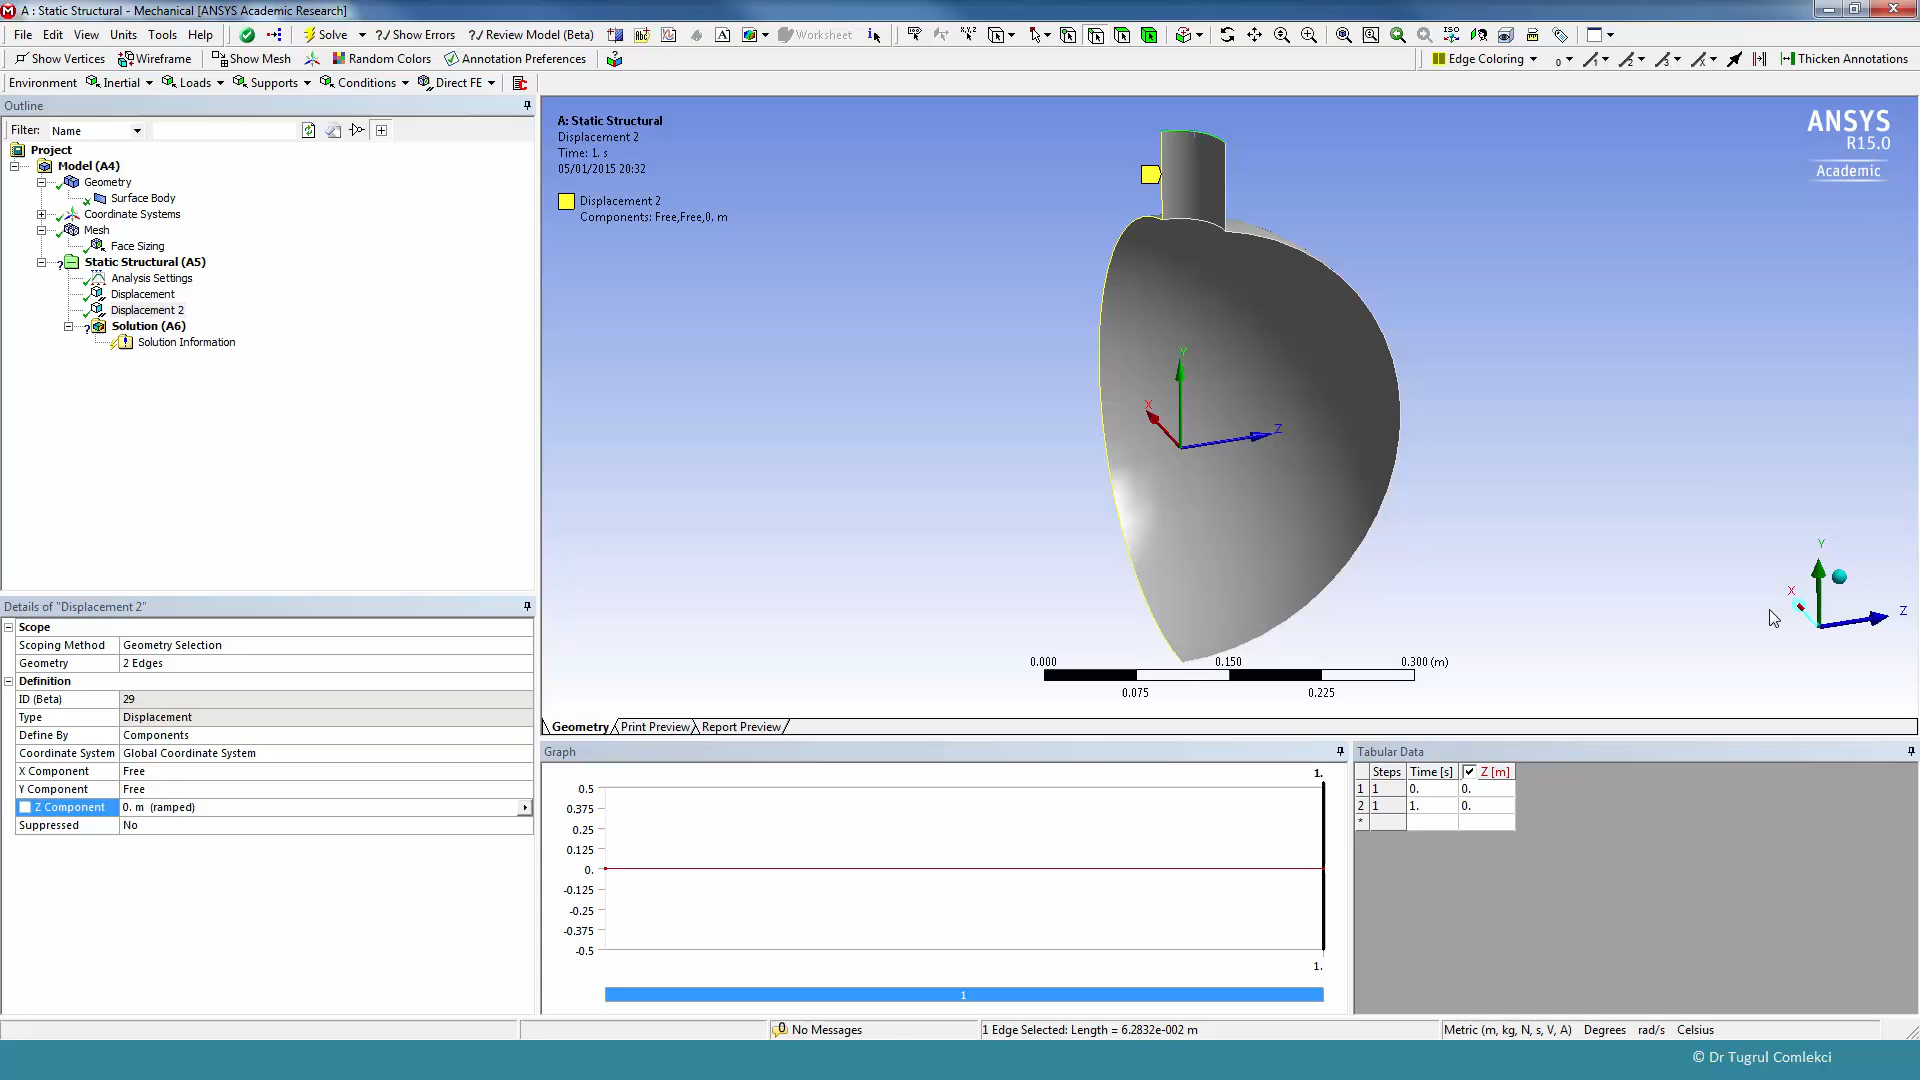 A : Static Structural - Mechanical [ANSYS Academic Research]
File Edit View Units Tools Help Solve ?/ Show Errors ?/ Review Model (Beta) Worksheet
Show Vertices Wireframe Show Mesh Random Colors Annotation Preferences Edge Coloring Thicken Annotations
Environment Inertial Loads Supports Conditions Direct FE
Outline
Filter: Name
Project
Model (A4)
Geometry
Surface Body
Coordinate Systems
Mesh
Face Sizing
Static Structural (A5)
Analysis Settings
Displacement
Displacement 2
Solution (A6)
Solution Information
A: Static Structural
Displacement 2
Time: 1. s
05/01/2015 20:32
Displacement 2
Components: Free,Free,0. m
ANSYS
R15.0
Academic
Y
X
Z
Y
X
Z
0.000 0.150 0.300 (m)
0.075 0.225
Geometry Print Preview Report Preview
Details of "Displacement 2"
Scope
Scoping Method Geometry Selection
Geometry 2 Edges
Definition
ID (Beta) 29
Type Displacement
Define By Components
Coordinate System Global Coordinate System
X Component Free
Y Component Free
Z Component 0. m (ramped)
Suppressed No
Graph
1.
0.5
0.375
0.25
0.125
0.
-0.125
-0.25
-0.375
-0.5
1.
1
Tabular Data
Steps Time [s] Z [m]
1 1 0. 0.
2 1 1. 0.
*
0 No Messages 1 Edge Selected: Length = 6.2832e-002 m Metric (m, kg, N, s, V, A) Degrees rad/s Celsius
© Dr Tugrul Comlekci